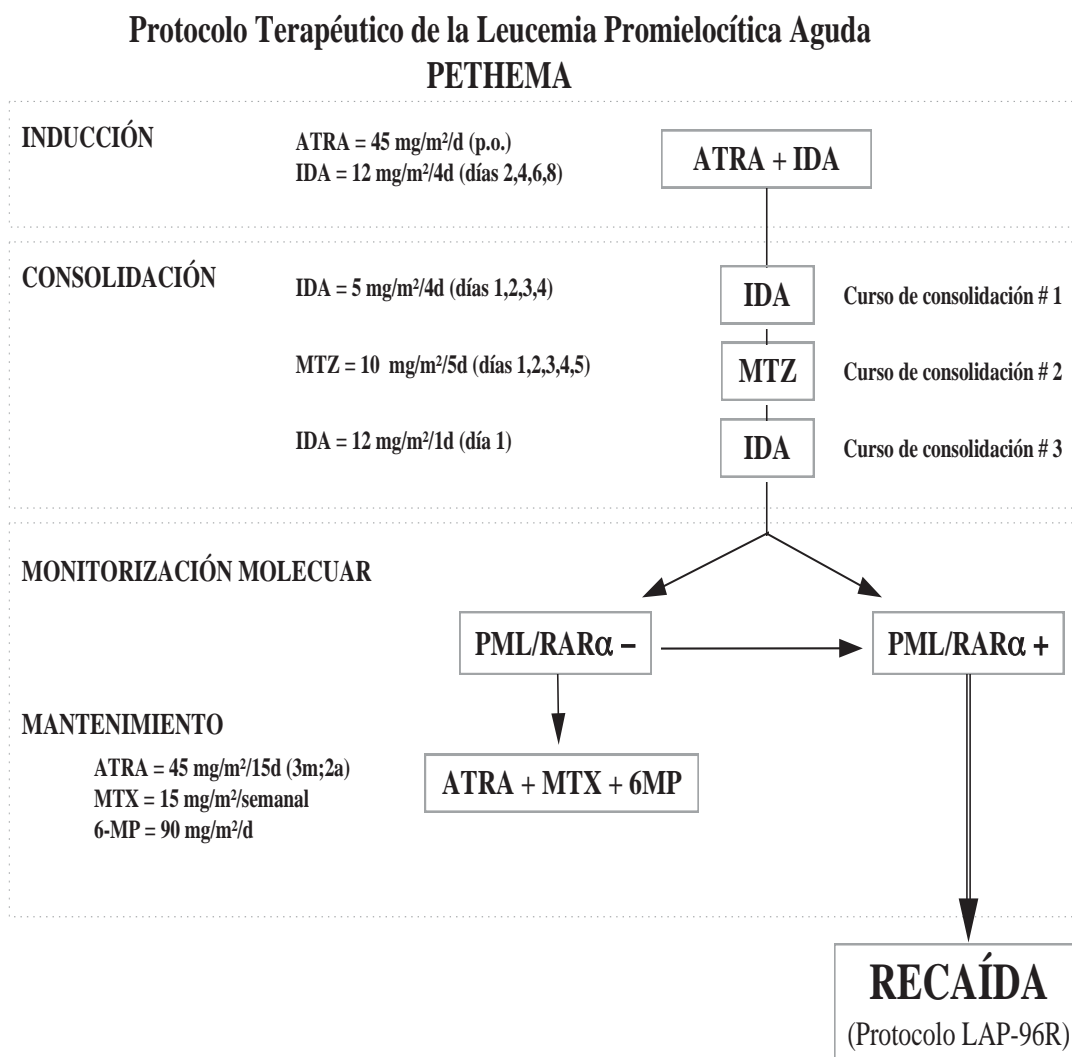 Protocolo Terapéutico de la Leucemia Promielocítica Aguda
PETHEMA
INDUCCIÓN
ATRA = 45 mg/m²/d (p.o.)
IDA = 12 mg/m²/4d (días 2,4,6,8)
ATRA + IDA
CONSOLIDACIÓN
IDA = 5 mg/m²/4d (días 1,2,3,4)
IDA
Curso de consolidación # 1
MTZ = 10 mg/m²/5d (días 1,2,3,4,5)
MTZ
Curso de consolidación # 2
IDA = 12 mg/m²/1d (día 1)
IDA
Curso de consolidación # 3
MONITORIZACIÓN MOLECUAR
PML/RARα −
PML/RARα +
MANTENIMIENTO
ATRA = 45 mg/m²/15d (3m;2a)
MTX = 15 mg/m²/semanal
6-MP = 90 mg/m²/d
ATRA + MTX + 6MP
RECAÍDA
(Protocolo LAP-96R)